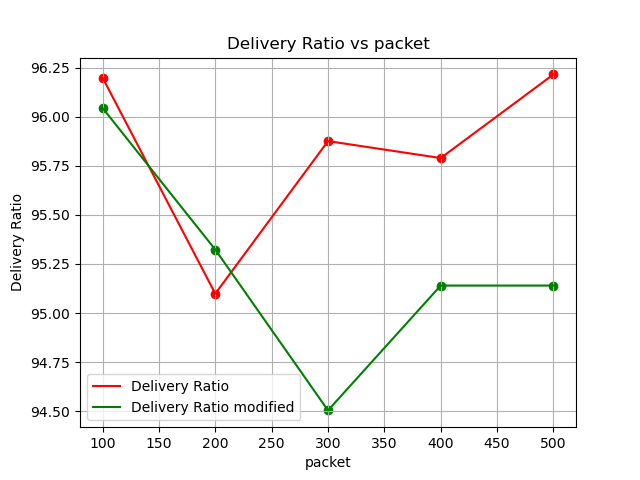 Delivery Ratio vs packet
96.25
96.00
95.75
95.50
95.25
95.00
94.75
94.50
Delivery Ratio
Delivery Ratio
Delivery Ratio modified
100 150 200 250 300 350 400 450 500
packet